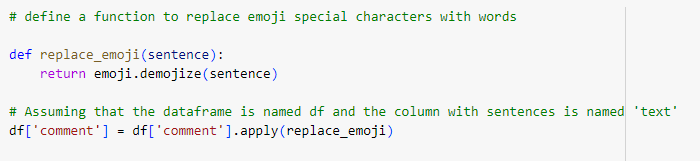 # define a function to replace emoji special characters with words
def replace_emoji(sentence):
    return emoji.demojize(sentence)
# Assuming that the dataframe is named df and the column with sentences is named 'text'
df['comment'] = df['comment'].apply(replace_emoji)